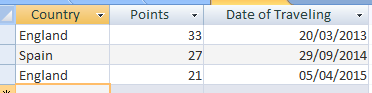 Country Points Date of Traveling
England 33 20/03/2013
Spain 27 29/09/2014
England 21 05/04/2015